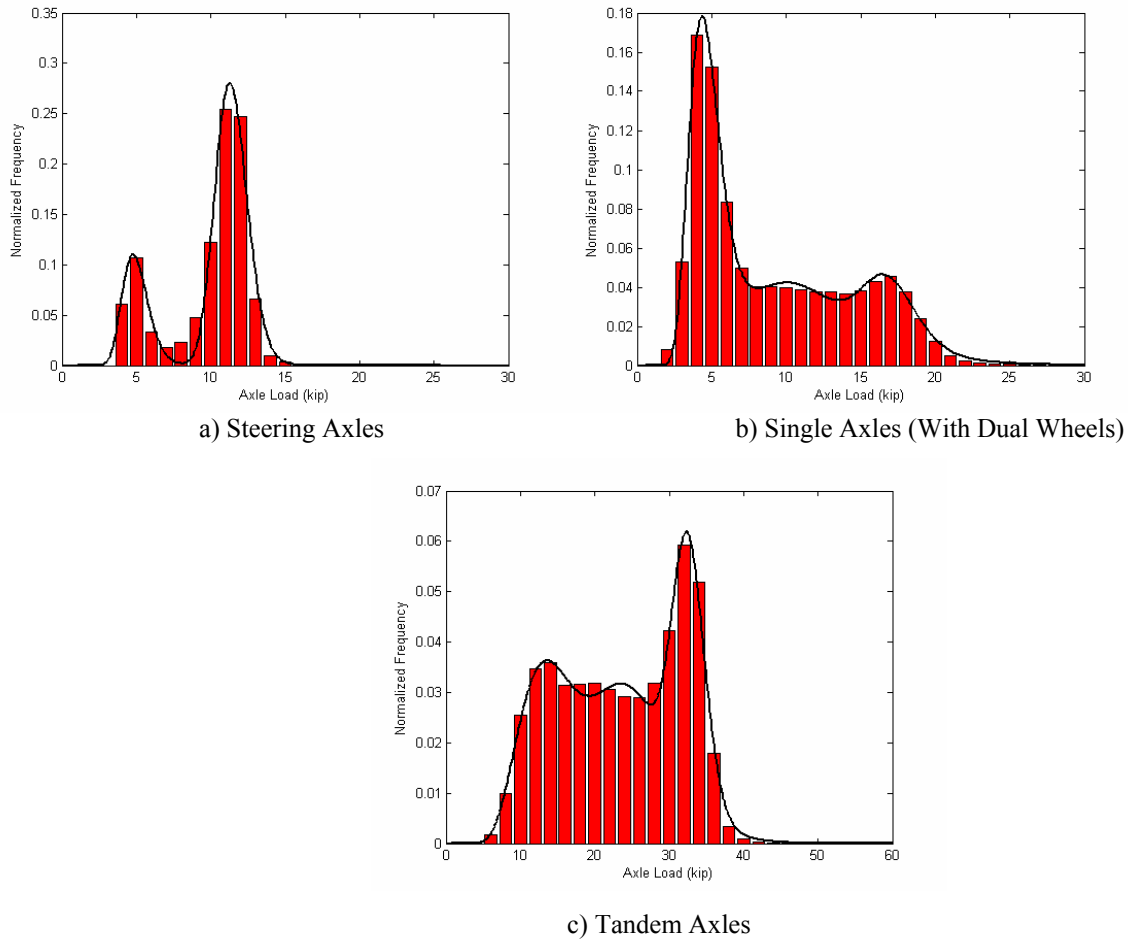 0.35
0.3
0.25
0.2
0.15
0.1
0.05
0
Normalized Frequency
0 5 10 15 20 25 30
Axle Load (kip)
a) Steering Axles
0.18
0.16
0.14
0.12
0.10
0.08
0.06
0.04
0.02
0
Normalized Frequency
0 5 10 15 20 25 30
Axle Load (kip)
b) Single Axles (With Dual Wheels)
0.07
0.06
0.05
0.04
0.03
0.02
0.01
0
Normalized Frequency
0 10 20 30 40 50 60
Axle Load (kip)
c) Tandem Axles